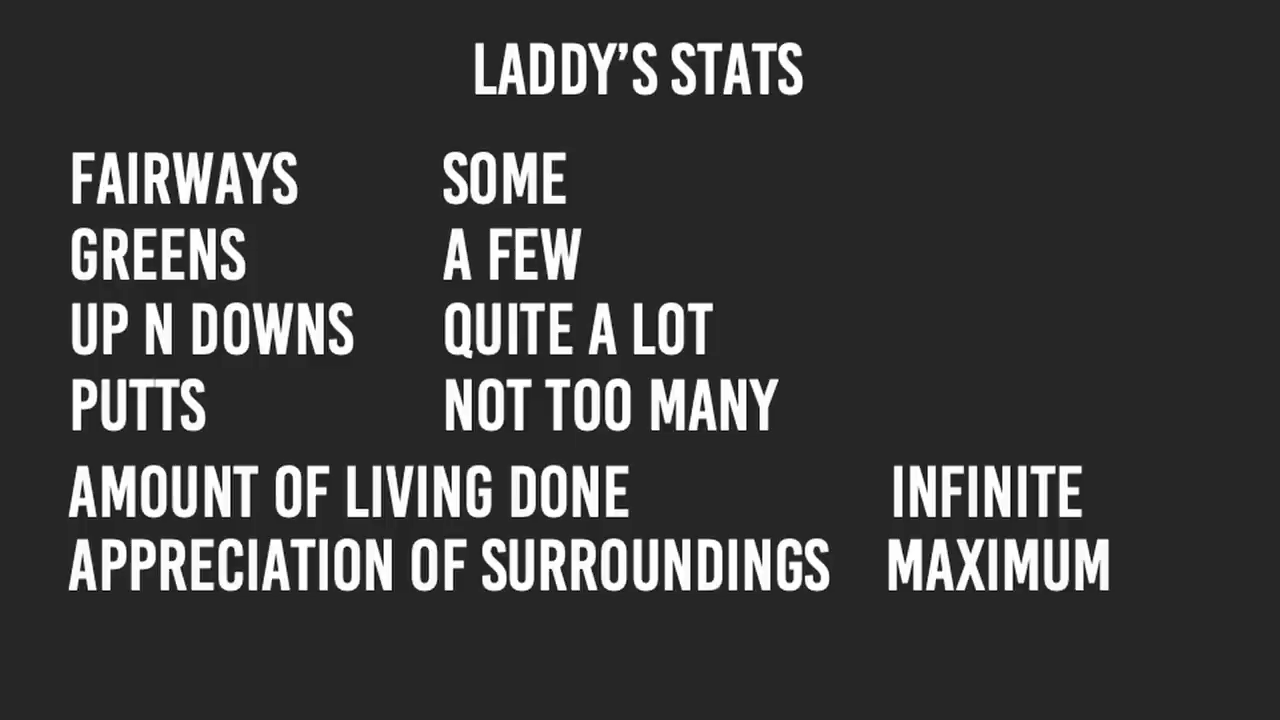 LADDY'S STATS
FAIRWAYS SOME
GREENS A FEW
UP N DOWNS QUITE A LOT
PUTTS NOT TOO MANY
AMOUNT OF LIVING DONE INFINITE
APPRECIATION OF SURROUNDINGS MAXIMUM